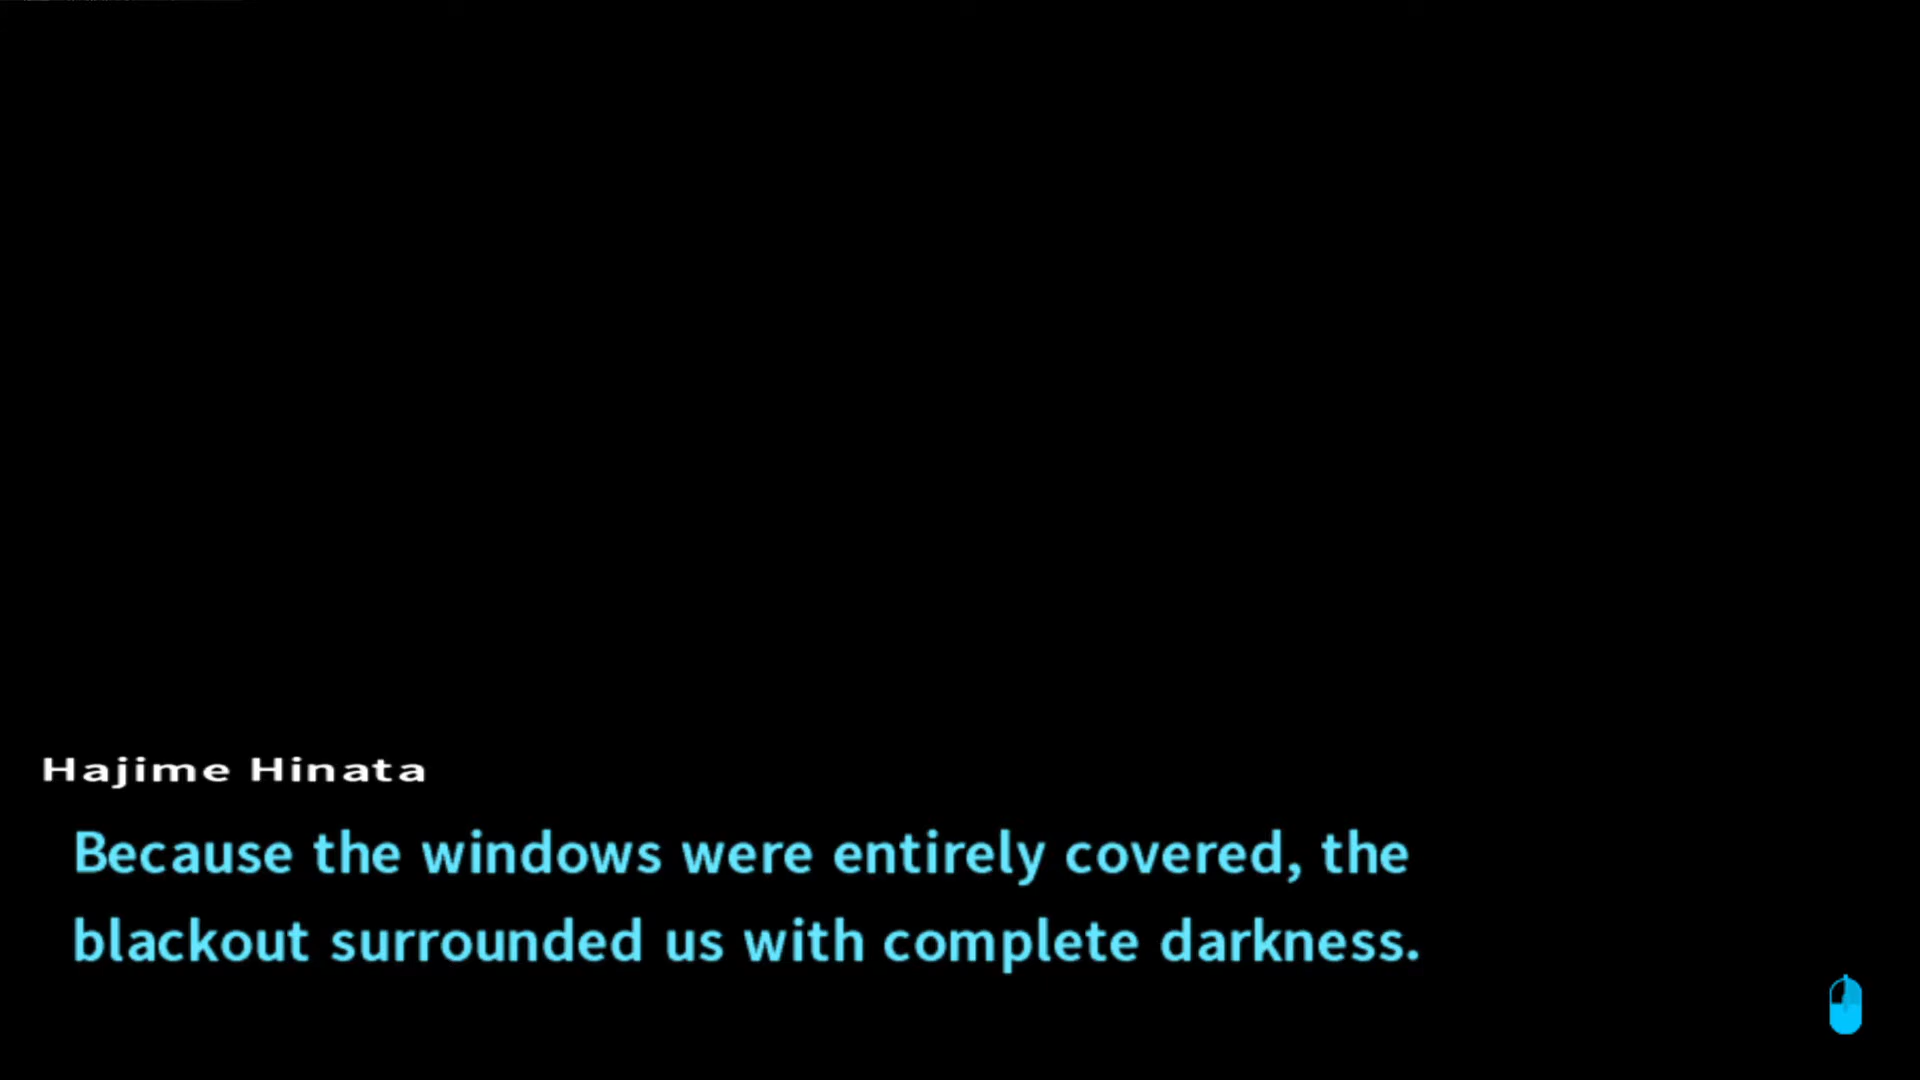 Hajime Hinata
Because the windows were entirely covered, the
blackout surrounded us with complete darkness.